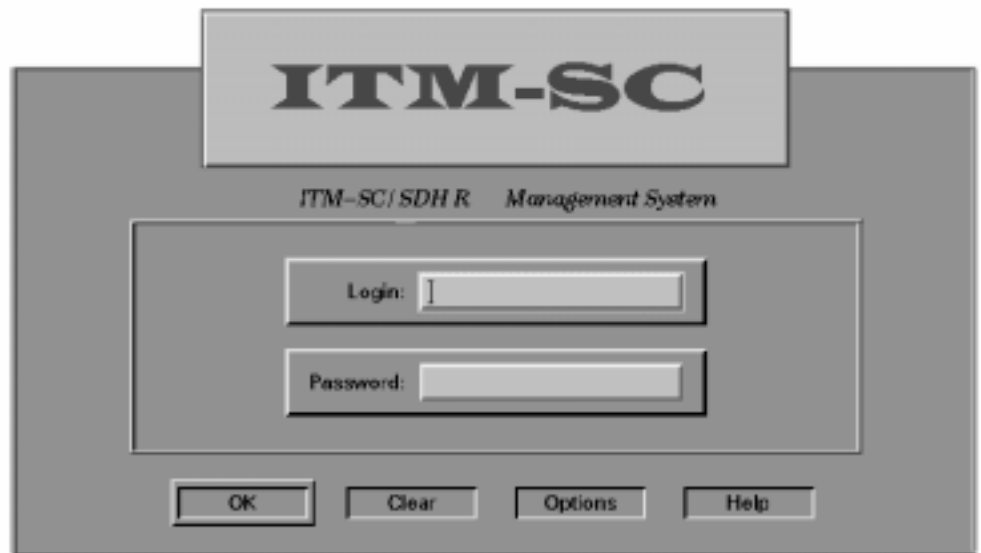 ITM-SC
ITM-SC/SDH R Management System
Login:
Password:
OK Clear Options Help